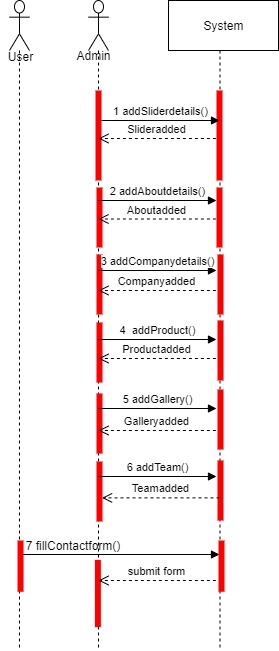 System
User
Admin
1 addSliderdetails()
Slideradded
2 addAboutdetails()
Aboutadded
3 addCompanydetails()
Companyadded
4 addProduct()
Productadded
5 addGallery()
Galleryadded
6 addTeam()
Teamadded
7 fillContactform()
submit form